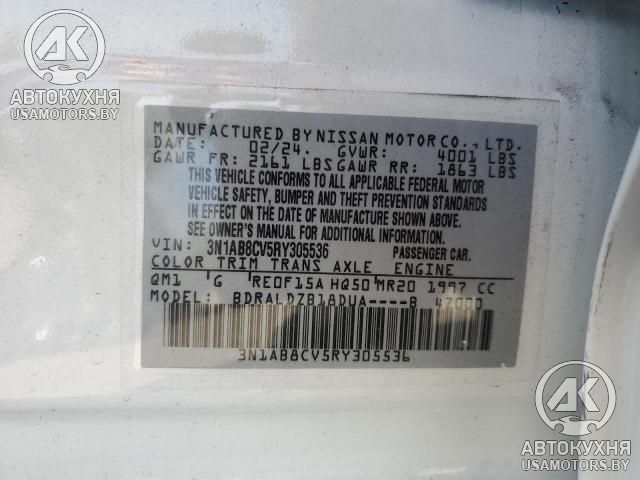 AK
АВТОКУХНЯ
USAMOTORS.BY
MANUFACTURED BY NISSAN MOTOR CO., LTD.
DATE: 02/24. GVWR: 4001 LBS
GAWR FR: 2161 LBS GAWR RR: 1863 LBS
THIS VEHICLE CONFORMS TO ALL APPLICABLE FEDERAL MOTOR
VEHICLE SAFETY, BUMPER AND THEFT PREVENTION STANDARDS
IN EFFECT ON THE DATE OF MANUFACTURE SHOWN ABOVE.
SEE OWNER'S MANUAL FOR ADDITIONAL INFORMATION.
VIN: 3N1AB8CV5RY305536 PASSENGER CAR.
COLOR TRIM TRANS AXLE ENGINE
QM1 'G 'RE0F15A HQ50 MR20 1997 CC
MODEL: BDRALDZB18DUA----B 47000
3N1AB8CV5RY305536
AK
АВТОКУХНЯ
USAMOTORS.BY